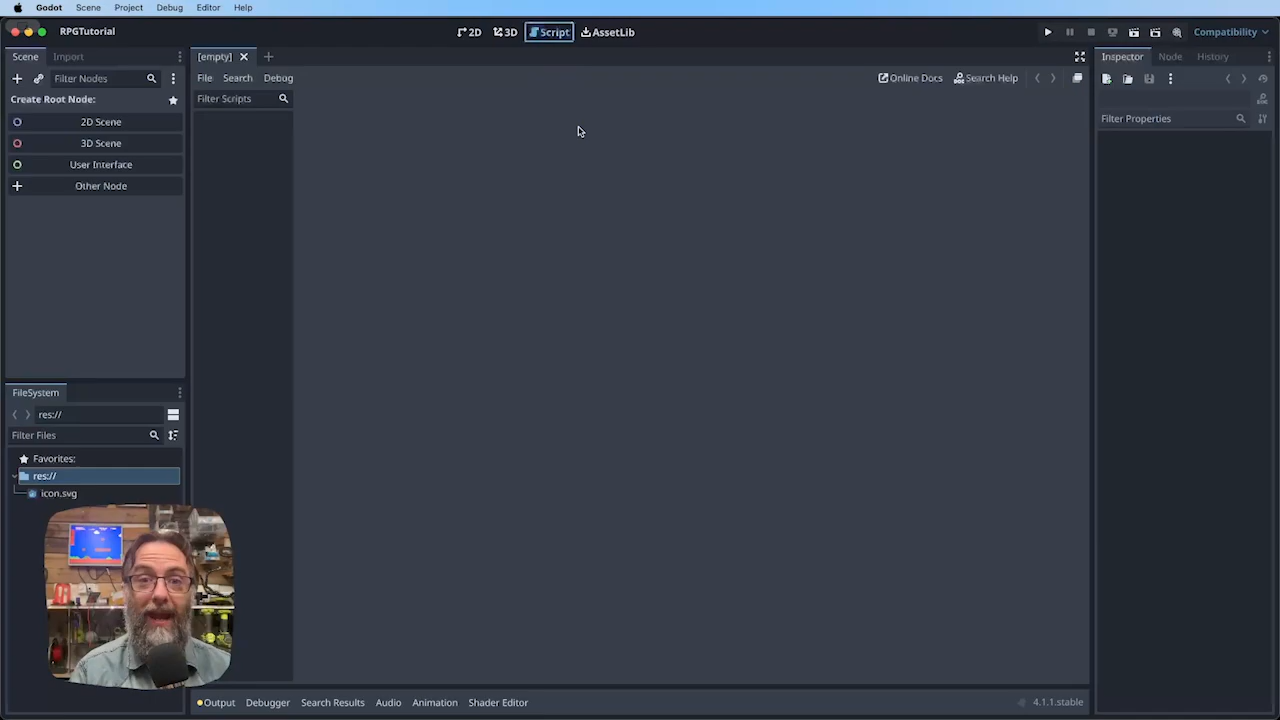 Godot Scene Project Debug Editor Help
RPGTutorial
2D 3D Script AssetLib
Compatibility
Scene Import
[empty]
Inspector Node History
Filter Nodes
File Search Debug
Online Docs Search Help
Create Root Node:
Filter Scripts
Filter Properties
2D Scene
3D Scene
User Interface
Other Node
FileSystem
res://
Filter Files
Favorites:
res://
icon.svg
Output Debugger Search Results Audio Animation Shader Editor
4.1.1.stable